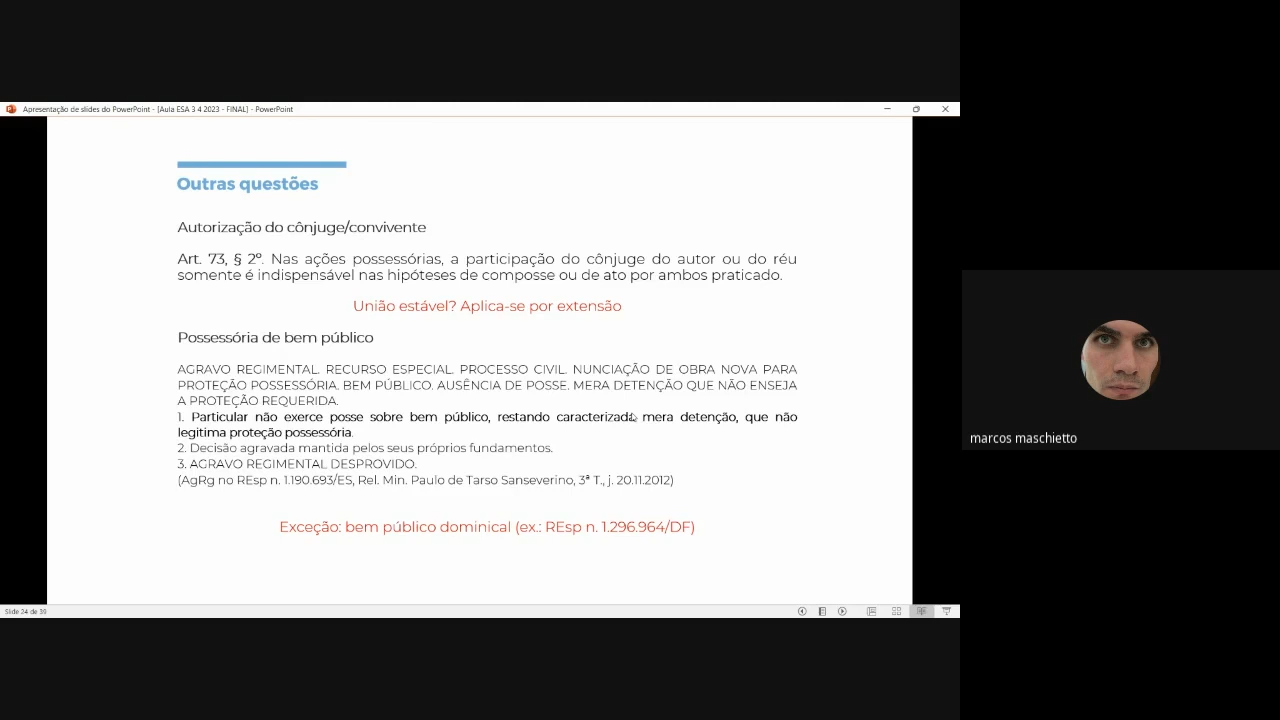 Apresentação de slides do PowerPoint - [Aula ESA 3 4 2023 - FINAL] - PowerPoint
Outras questões
Autorização do cônjuge/convivente
Art. 73, § 2º. Nas ações possessórias, a participação do cônjuge do autor ou do réu
somente é indispensável nas hipóteses de composse ou de ato por ambos praticado.
União estável? Aplica-se por extensão
Possessória de bem público
AGRAVO REGIMENTAL. RECURSO ESPECIAL. PROCESSO CIVIL. NUNCIAÇÃO DE OBRA NOVA PARA
PROTEÇÃO POSSESSÓRIA. BEM PÚBLICO. AUSÊNCIA DE POSSE. MERA DETENÇÃO QUE NÃO ENSEJA
A PROTEÇÃO REQUERIDA.
1. Particular não exerce posse sobre bem público, restando caracterizada mera detenção, que não
legitima proteção possessória.
2. Decisão agravada mantida pelos seus próprios fundamentos.
3. AGRAVO REGIMENTAL DESPROVIDO.
(AgRg no REsp n. 1.190.693/ES, Rel. Min. Paulo de Tarso Sanseverino, 3ª T., j. 20.11.2012)
Exceção: bem público dominical (ex.: REsp n. 1.296.964/DF)
Slide 24 de 39
marcos maschietto